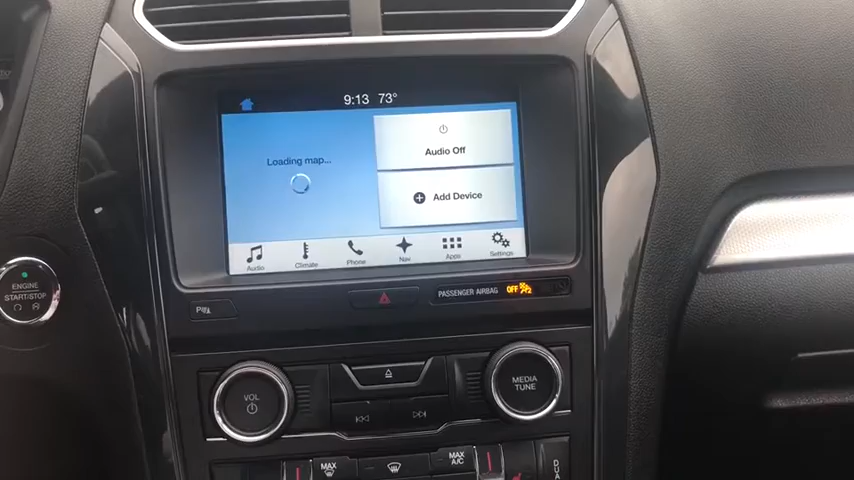 9:13 73°
Loading map...
Audio Off
Add Device
Audio
Climate
Phone
Nav
Apps
Settings
ENGINE
START/STOP
PASSENGER AIRBAG OFF
VOL
MEDIA
TUNE
MAX
MAX
A/C
DUAL